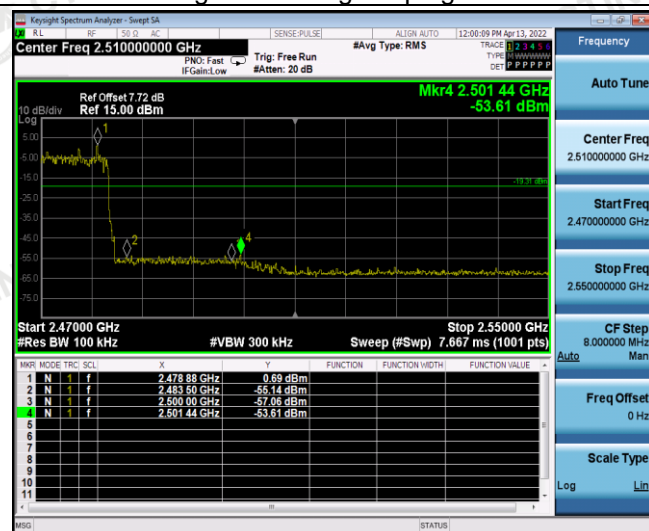 Keysight Spectrum Analyzer - Swept SA
RL RF 50 Ω AC SENSE:PULSE ALIGN AUTO 12:00:09 PM Apr 13, 2022
Center Freq 2.510000000 GHz #Avg Type: RMS TRACE 1 2 3 4 5 6
PNO: Fast Trig: Free Run TYPE M WWWWW
IFGain:Low #Atten: 20 dB DET P P P P P P
Mkr4 2.501 44 GHz
Ref Offset 7.72 dB
10 dB/div Ref 15.00 dBm -53.61 dBm
Log
1
5.00
-5.00
-15.0
-19.31 dBm
-25.0
-35.0
-45.0
2 4
-55.0
-65.0
-75.0
Start 2.47000 GHz Stop 2.55000 GHz
#Res BW 100 kHz #VBW 300 kHz Sweep (#Swp) 7.667 ms (1001 pts)
MKR MODE TRC SCL X Y FUNCTION FUNCTION WIDTH FUNCTION VALUE
1 N 1 f 2.478 88 GHz 0.69 dBm
2 N 1 f 2.483 50 GHz -55.14 dBm
3 N 1 f 2.500 00 GHz -57.06 dBm
4 N 1 f 2.501 44 GHz -53.61 dBm
5
6
7
8
9
10
11
MSG STATUS
Frequency
Auto Tune
Center Freq
2.510000000 GHz
Start Freq
2.470000000 GHz
Stop Freq
2.550000000 GHz
CF Step
8.000000 MHz
Auto Man
Freq Offset
0 Hz
Scale Type
Log Lin